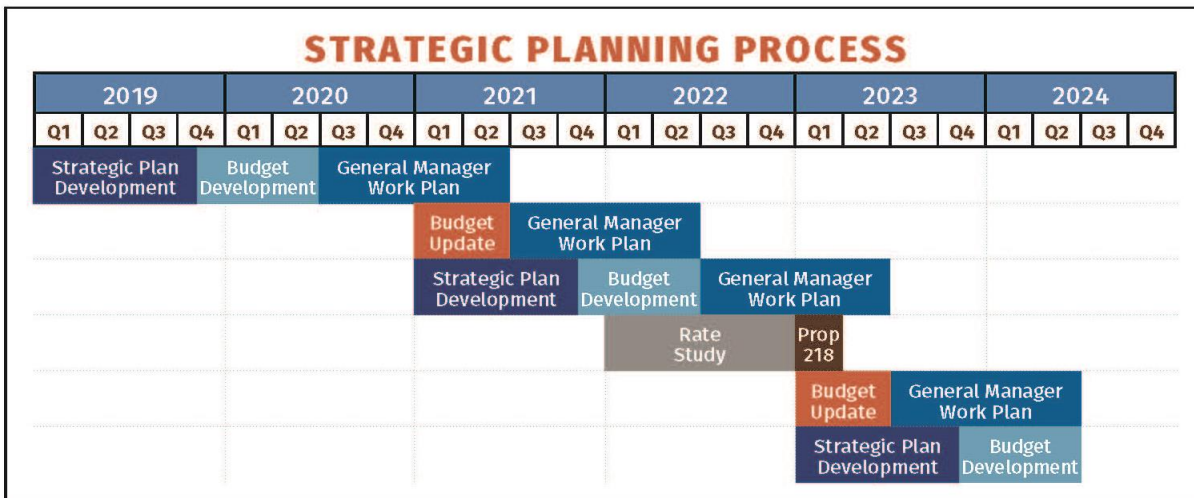 STRATEGIC PLANNING PROCESS
2019 2020 2021 2022 2023 2024
Q1 Q2 Q3 Q4 Q1 Q2 Q3 Q4 Q1 Q2 Q3 Q4 Q1 Q2 Q3 Q4 Q1 Q2 Q3 Q4 Q1 Q2 Q3 Q4
Strategic Plan Budget General Manager
Development Development Work Plan
Budget General Manager
Update Work Plan
Strategic Plan Budget General Manager
Development Development Work Plan
Rate Prop
Study 218
Budget General Manager
Update Work Plan
Strategic Plan Budget
Development Development